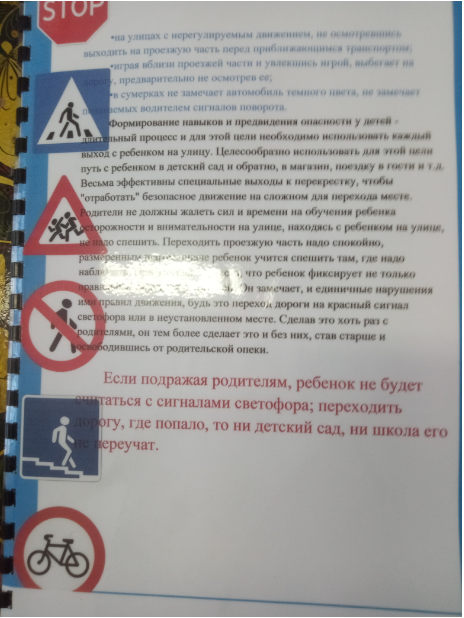 STOP
•на улицах с нерегулируемым движением, не осмотревшись
выходить на проезжую часть перед приближающимся транспортом;
•играя вблизи проезжей части и увлекшись игрой, выбегает на
дорогу, предварительно не осмотрев ее;
•в сумерках не замечает автомобиль темного цвета, не замечает
водителем сигналов поворота.
Формирование навыков и предвидения опасности у детей -
длительный процесс и для этой цели необходимо использовать каждый
выход с ребенком на улицу. Целесообразно использовать для этой цели
путь с ребенком в детский сад и обратно, в магазин, поездку в гости и т.д.
Весьма эффективны специальные выходы к перекрестку, чтобы
"отработать" безопасное движение на сложном для перехода месте.
Родители не должны жалеть сил и времени на обучения ребенка
осторожности и внимательности на улице, находясь с ребенком на улице,
не надо спешить. Переходить проезжую часть надо спокойно,
размеренным ребенок учится спешить там, где надо
что ребенок фиксирует не только
он замечает, и единичные нарушения
ими правил движения, будь это переход дороги на красный сигнал
светофора или в неустановленном месте. Сделав это хоть раз с
родителями, он тем более сделает это и без них, став старше и
освободившись от родительской опеки.
Если подражая родителям, ребенок не будет
считаться с сигналами светофора; переходить
дорогу, где попало, то ни детский сад, ни школа его
не переучат.